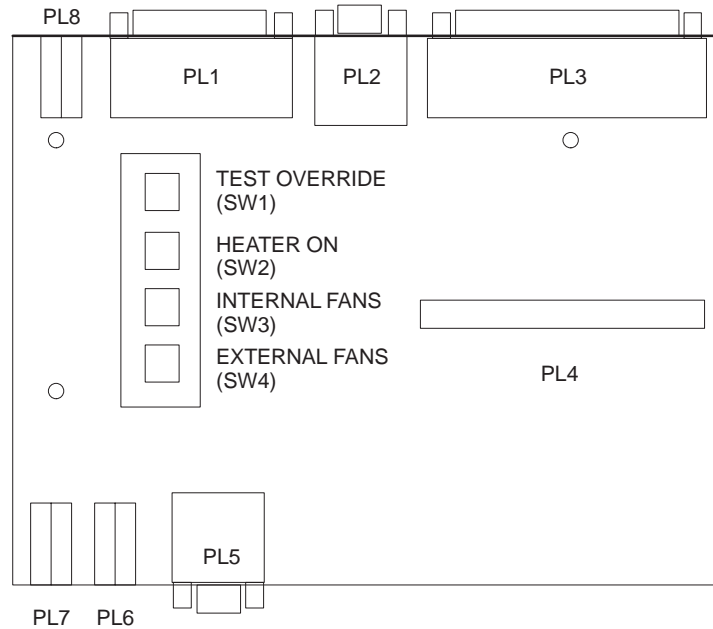 PL8
PL1
PL2
PL3
TEST OVERRIDE
(SW1)
HEATER ON
(SW2)
INTERNAL FANS
(SW3)
EXTERNAL FANS
(SW4)
PL4
PL5
PL7
PL6